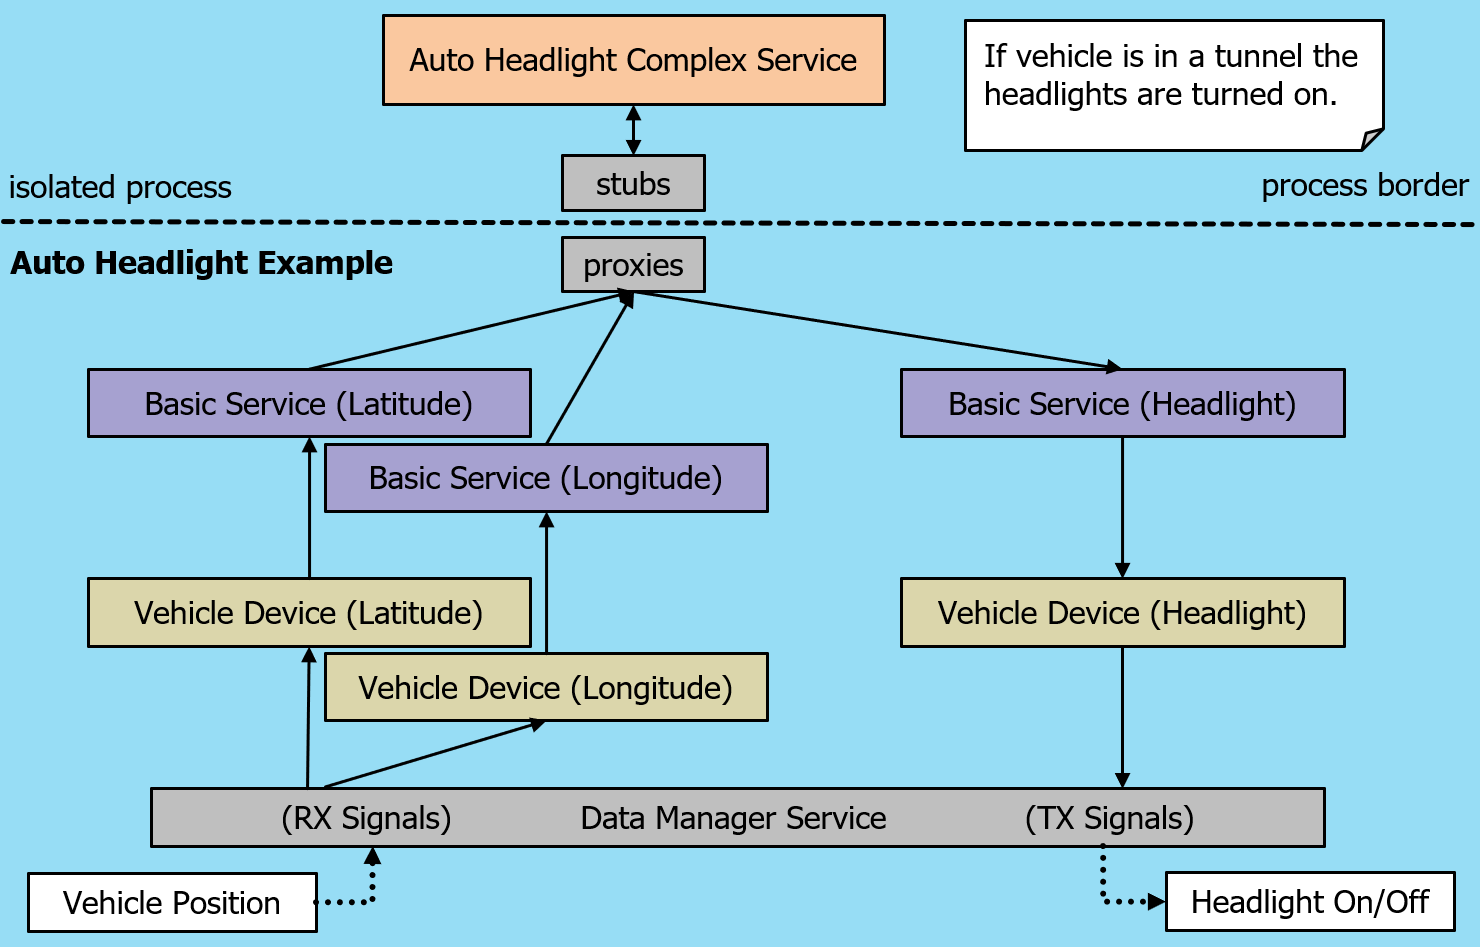 Auto Headlight Complex Service
If vehicle is in a tunnel the
headlights are turned on.
stubs
isolated process
process border
Auto Headlight Example
proxies
Basic Service (Latitude)
Basic Service (Headlight)
Basic Service (Longitude)
Vehicle Device (Latitude)
Vehicle Device (Headlight)
Vehicle Device (Longitude)
(RX Signals) Data Manager Service (TX Signals)
Vehicle Position
Headlight On/Off